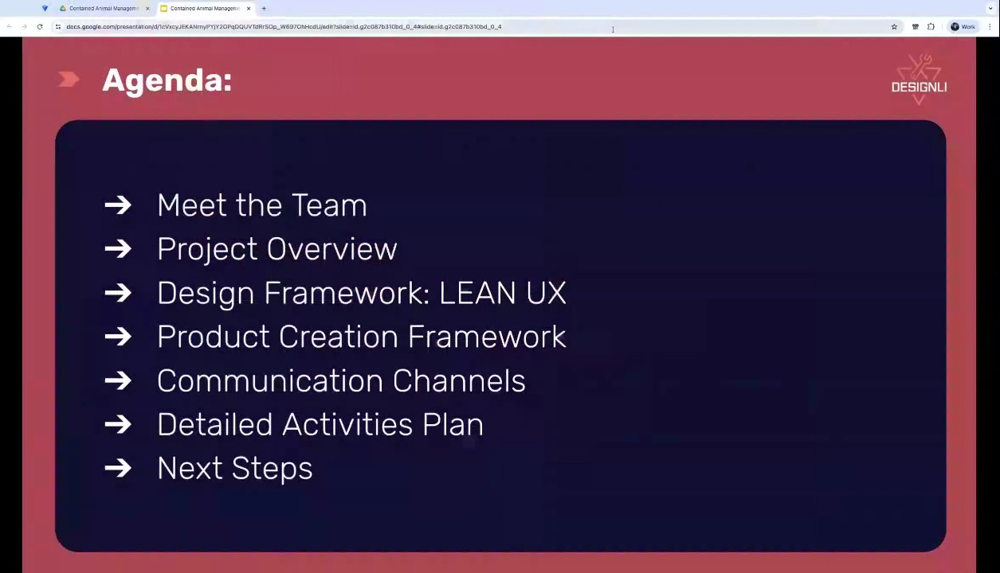 Contained Animal Managem
Contained Animal Managem
docs.google.com/presentation/d/1cVxcyJEKANrnyPYjY2OPqDQUVTdRrSOp_W697OhHcdU/edit?slide=id.g2c087b310bd_0_4#slide=id.g2c087b310bd_0_4
Work
Agenda:
DESIGNLI
➔ Meet the Team
➔ Project Overview
➔ Design Framework: LEAN UX
➔ Product Creation Framework
➔ Communication Channels
➔ Detailed Activities Plan
➔ Next Steps